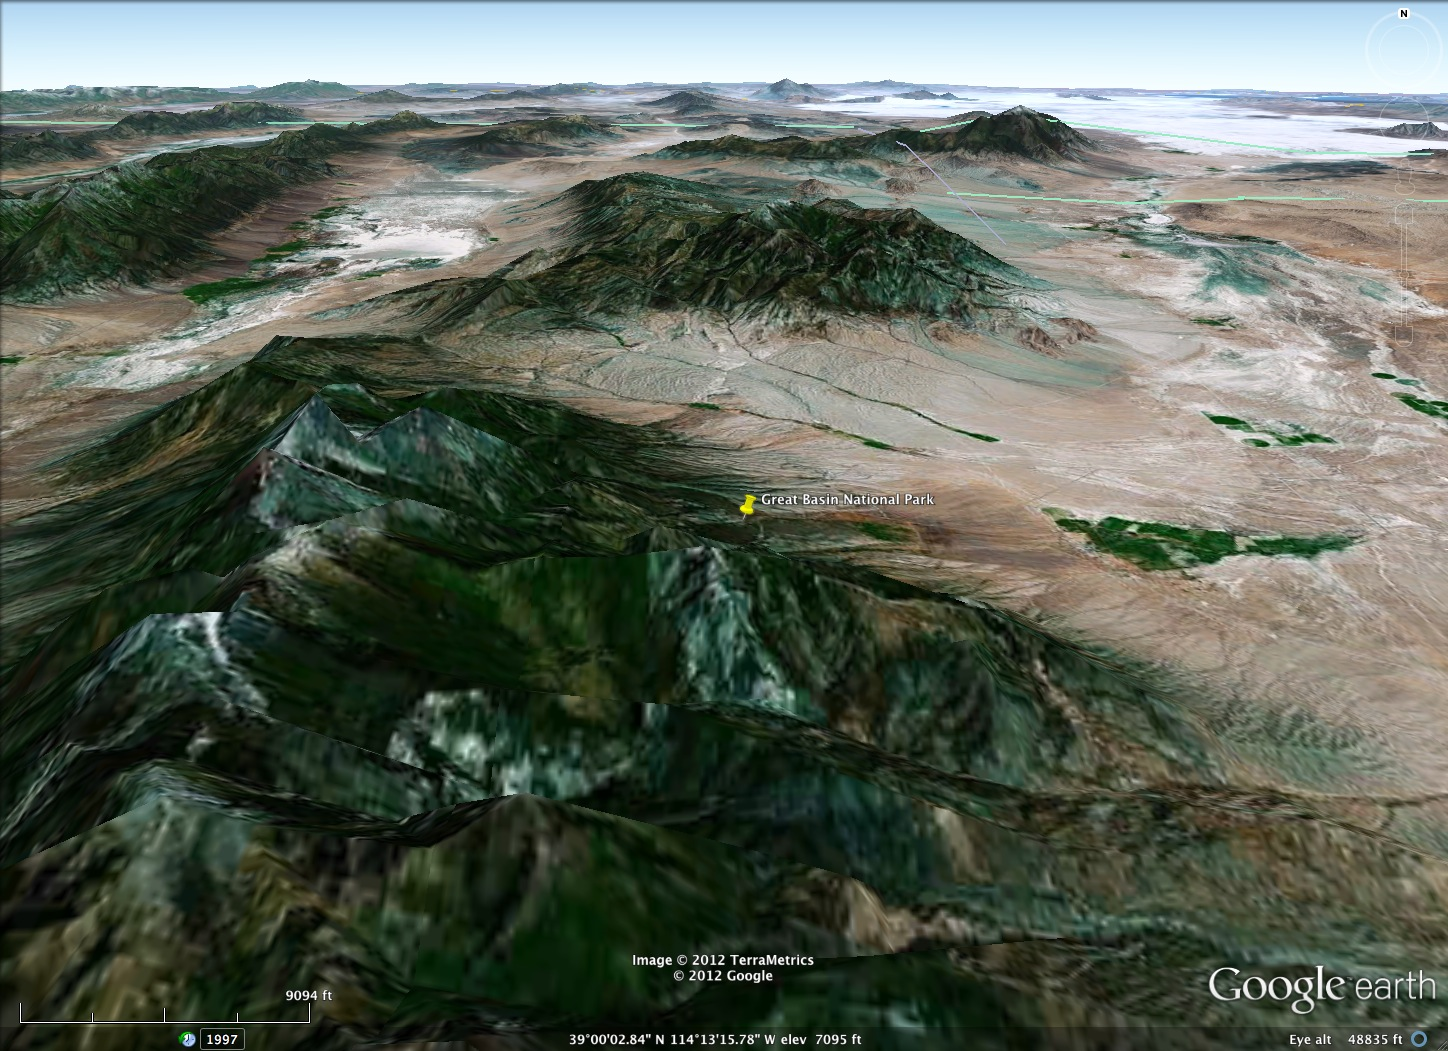 N
Great Basin National Park
Image © 2012 TerraMetrics
© 2012 Google
Google earth
9094 ft
1997
39°00'02.84" N 114°13'15.78" W elev 7095 ft
Eye alt 48835 ft